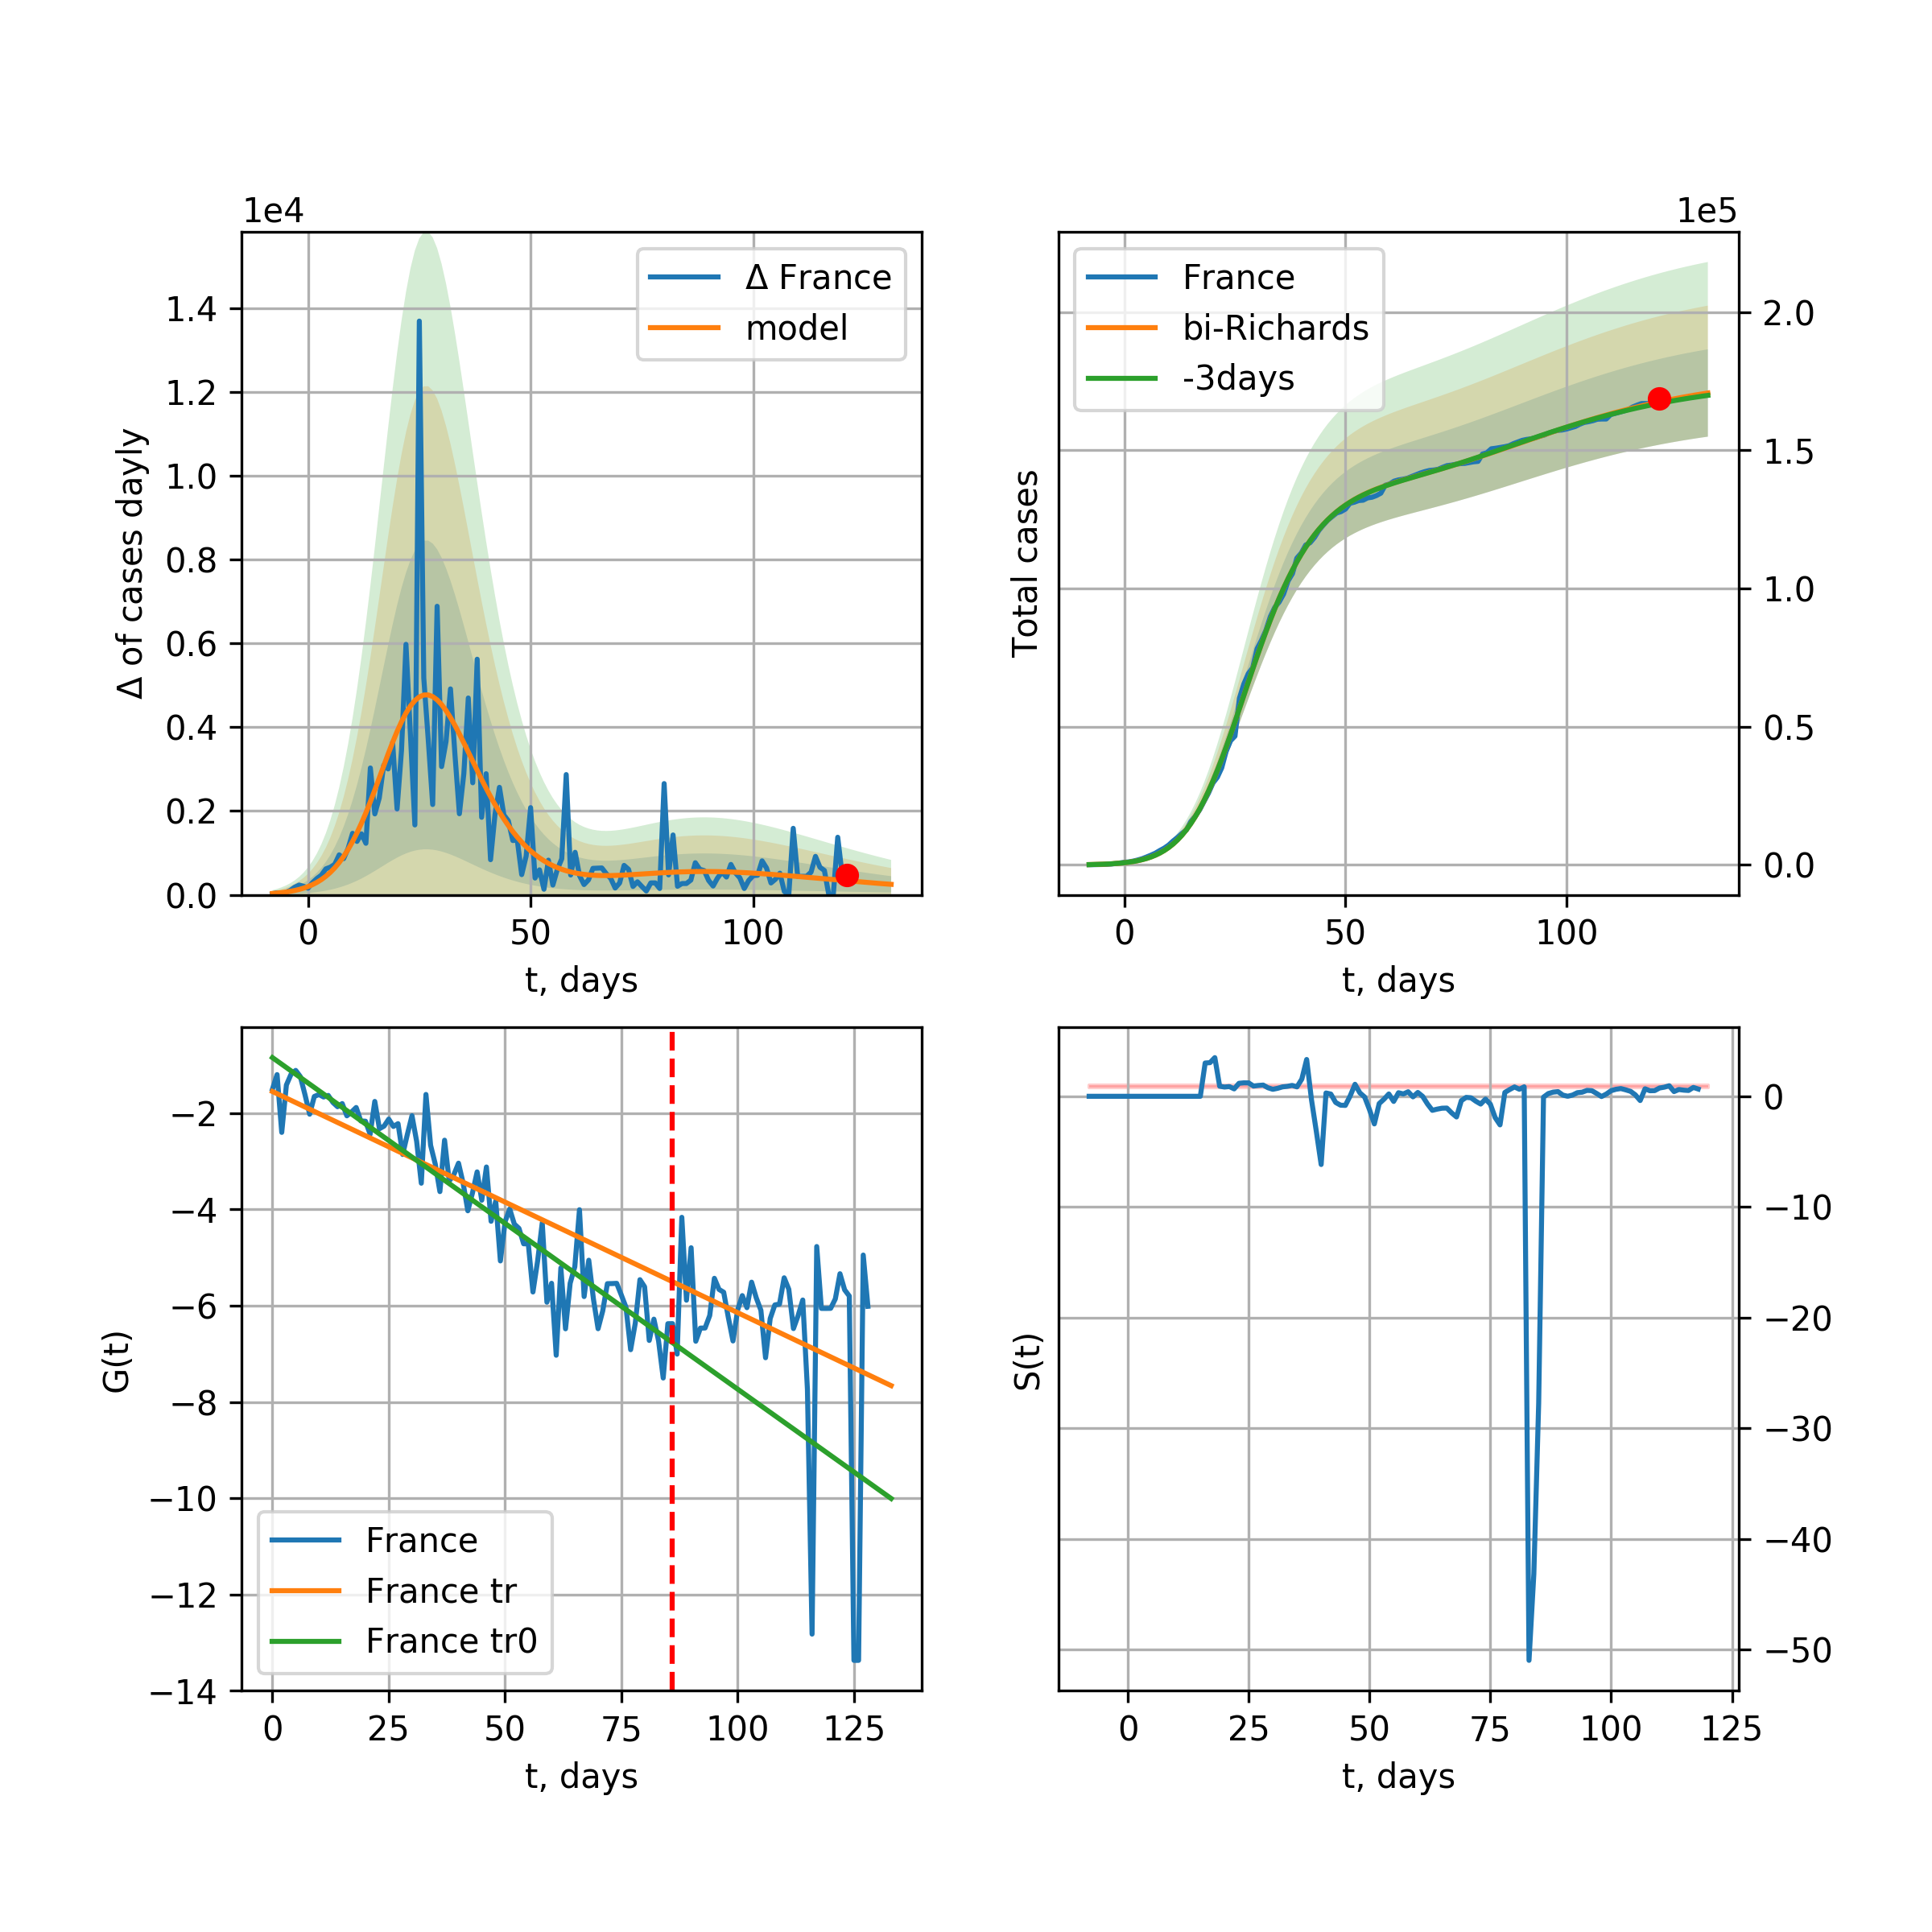 1e4
Δ France
model
1.4
1.2
1.0
0.8
0.6
0.4
0.2
0.0
Δ of cases dayly
0
50
100
t, days
1e5
France
bi-Richards
-3days
2.0
1.5
1.0
0.5
0.0
Total cases
0
50
100
t, days
−2
−4
−6
−8
−10
−12
−14
G(t)
France
France tr
France tr0
0
25
50
75
100
125
t, days
0
−10
−20
−30
−40
−50
S(t)
0
25
50
75
100
125
t, days